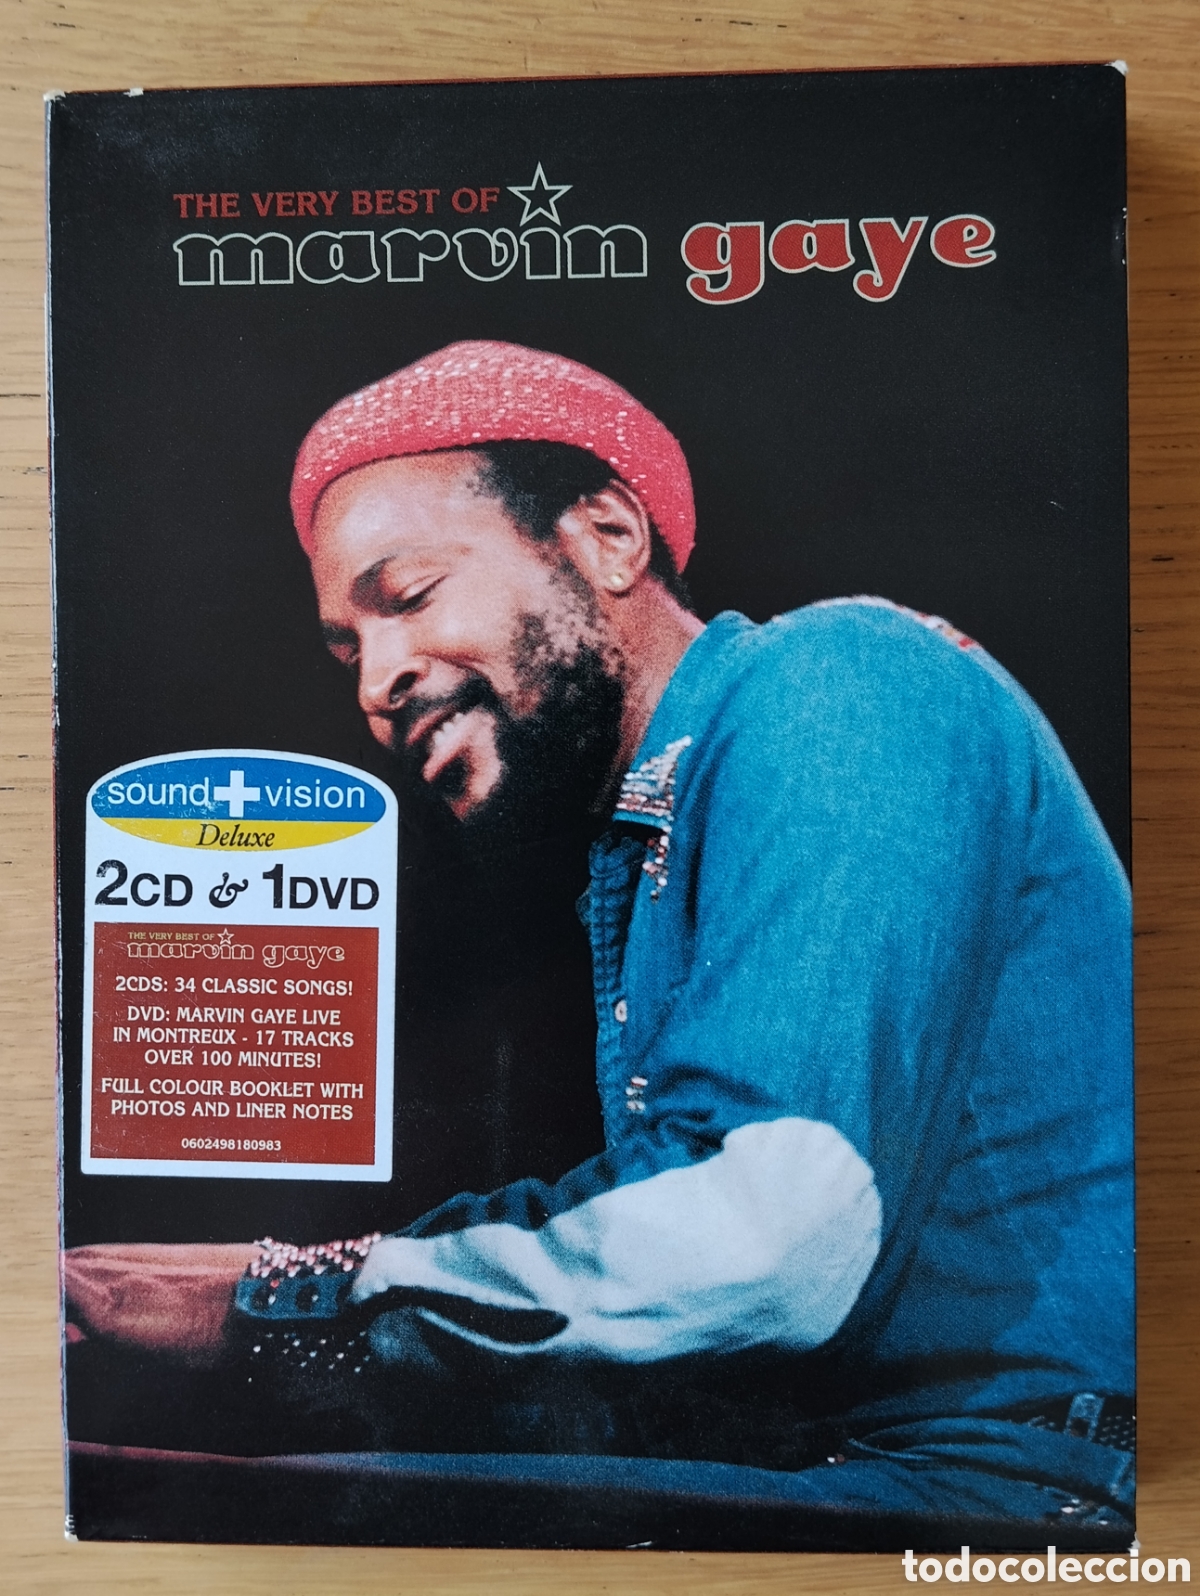 THE VERY BEST OF
marvin gaye
sound+vision
Deluxe
2CD & 1DVD
THE VERY BEST OF
marvin gaye
2CDS: 34 CLASSIC SONGS!
DVD: MARVIN GAYE LIVE
IN MONTREUX - 17 TRACKS
OVER 100 MINUTES!
FULL COLOUR BOOKLET WITH
PHOTOS AND LINER NOTES
0602498180983
todocoleccion